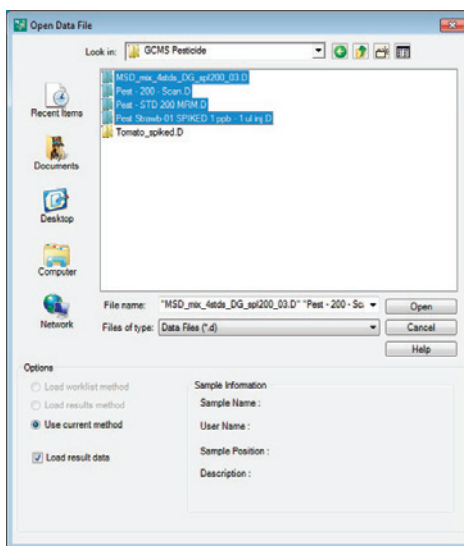 Open Data File
Look in: GCMS Pesticide
MSD_mix_4stds_DG_spl200_03.D
Pest - 200 - Scan.D
Pest - STD 200 MRM.D
Pest Strawb-01 SPIKED 1 ppb - 1 ul inj.D
Tomato_spiked.D
Recent Items
Documents
Desktop
Computer
Network
File name: "MSD_mix_4stds_DG_spl200_03.D" "Pest - 200 - Sc Open
Files of type: Data Files (*.d) Cancel
Help
Options
Load worklist method
Load results method
Use current method
Load result data
Sample Information
Sample Name :
User Name :
Sample Position :
Description :